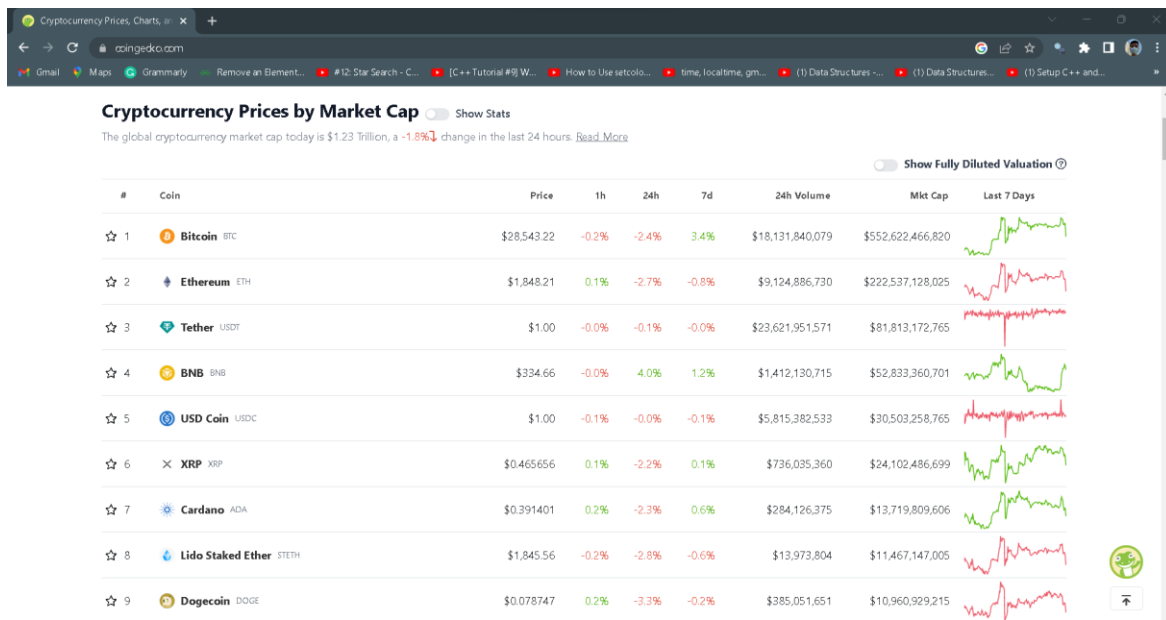 Cryptocurrency Prices, Charts, an
coingecko.com
Gmail Maps Grammarly Remove an Element... #12: Star Search - C... [C++ Tutorial #9] W... How to Use setcolo... time, localtime, gm... (1) Data Structures -... (1) Data Structures... (1) Setup C++ and... »
Cryptocurrency Prices by Market Cap Show Stats
The global cryptocurrency market cap today is $1.23 Trillion, a -1.8% change in the last 24 hours. Read More
Show Fully Diluted Valuation
# Coin Price 1h 24h 7d 24h Volume Mkt Cap Last 7 Days
1 Bitcoin BTC $28,543.22 -0.2% -2.4% 3.4% $18,131,840,079 $552,622,466,820
2 Ethereum ETH $1,848.21 0.1% -2.7% -0.8% $9,124,886,730 $222,537,128,025
3 Tether USDT $1.00 -0.0% -0.1% -0.0% $23,621,951,571 $81,813,172,765
4 BNB BNB $334.66 -0.0% 4.0% 1.2% $1,412,130,715 $52,833,360,701
5 USD Coin USDC $1.00 -0.1% -0.0% -0.1% $5,815,382,533 $30,503,258,765
6 XRP XRP $0.465656 0.1% -2.2% 0.1% $736,035,360 $24,102,486,699
7 Cardano ADA $0.391401 0.2% -2.3% 0.6% $284,126,375 $13,719,809,606
8 Lido Staked Ether STETH $1,845.56 -0.2% -2.8% -0.6% $13,973,804 $11,467,147,005
9 Dogecoin DOGE $0.078747 0.2% -3.3% -0.2% $385,051,651 $10,960,929,215